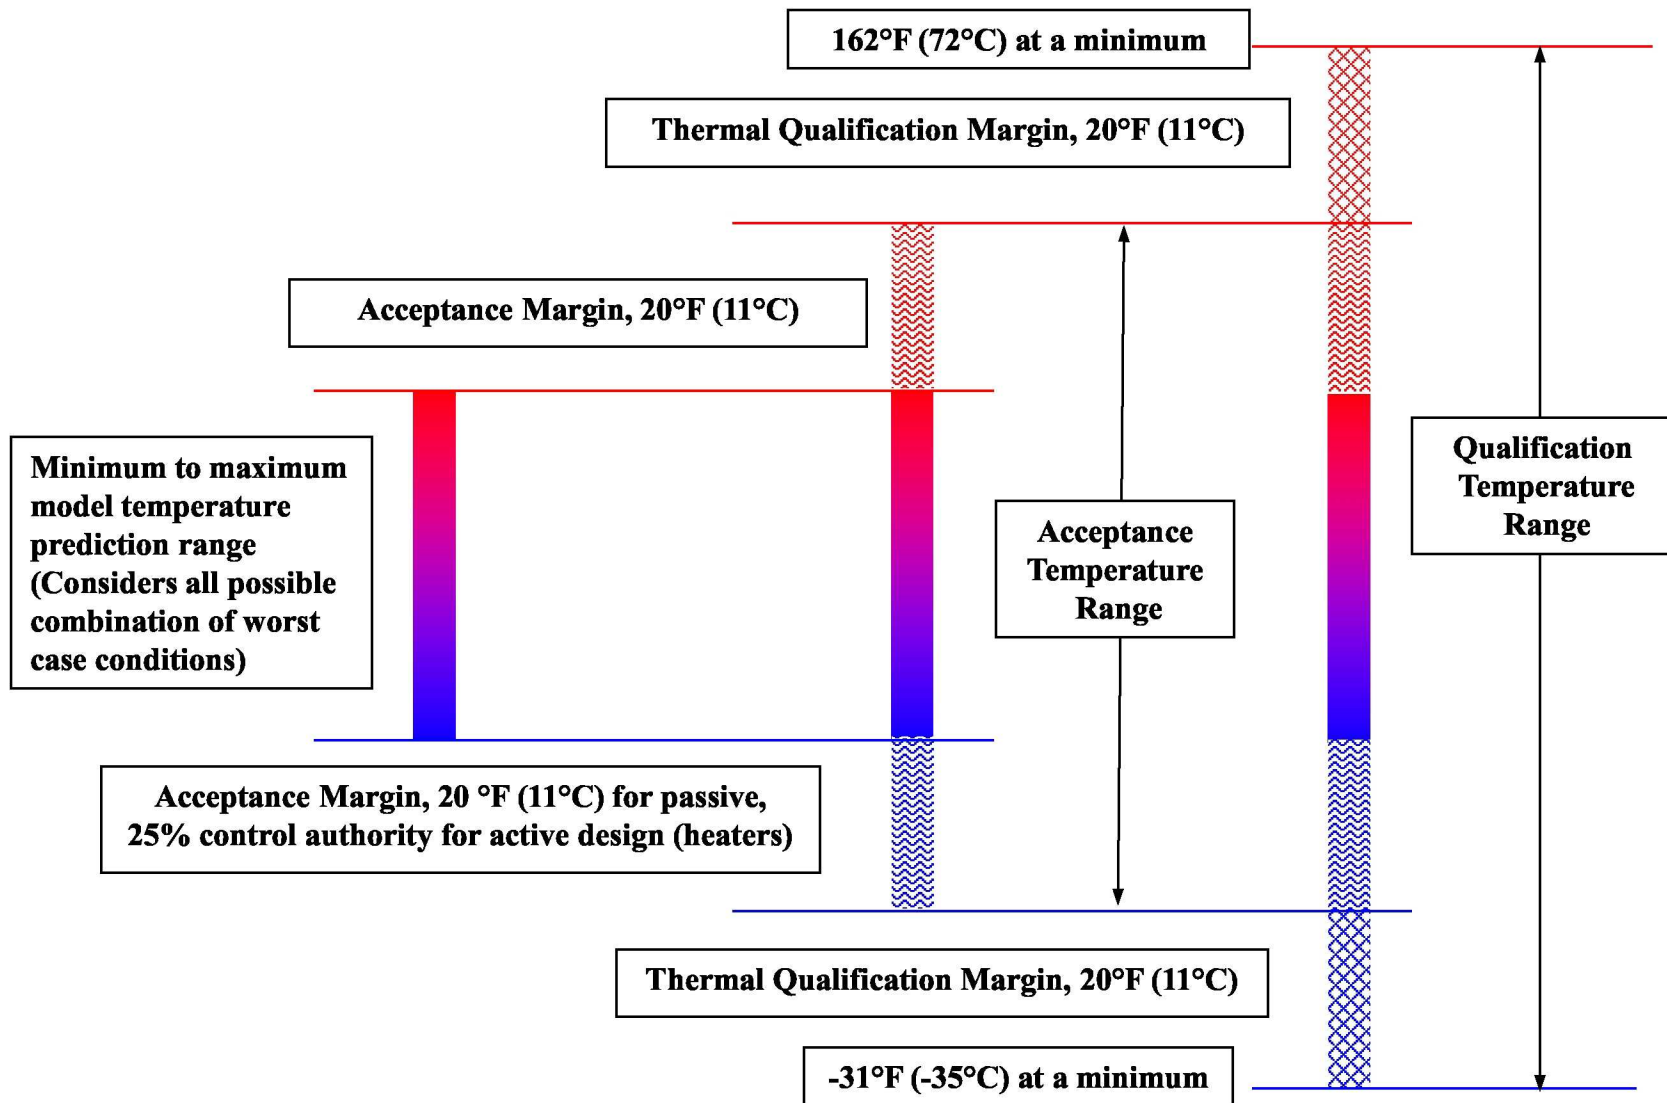 162°F (72°C) at a minimum
Thermal Qualification Margin, 20°F (11°C)
Acceptance Margin, 20°F (11°C)
Minimum to maximum
model temperature
prediction range
(Considers all possible
combination of worst
case conditions)
Qualification
Temperature
Range
Acceptance
Temperature
Range
Acceptance Margin, 20 °F (11°C) for passive,
25% control authority for active design (heaters)
Thermal Qualification Margin, 20°F (11°C)
-31°F (-35°C) at a minimum